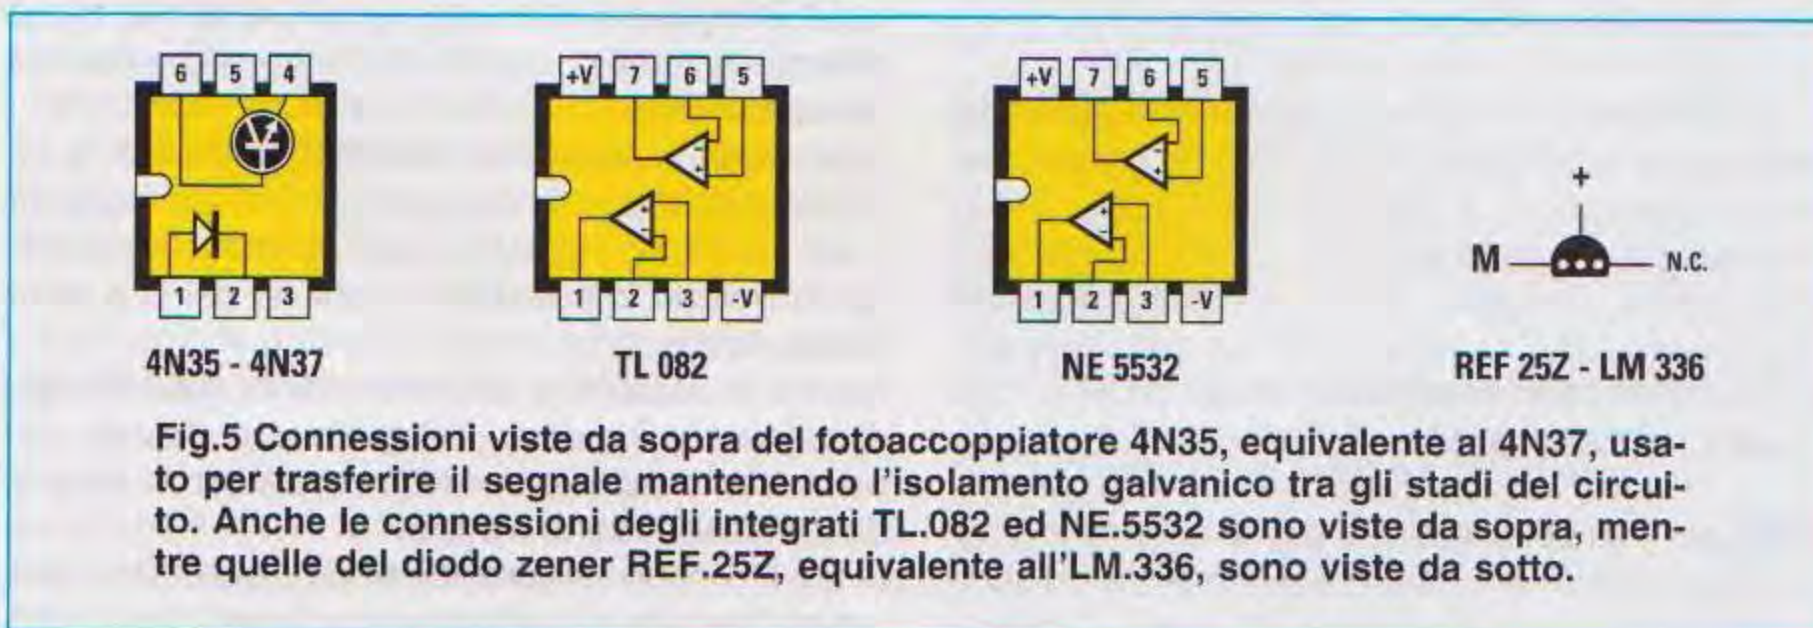 6 5 4
1 2 3
4N35 - 4N37
+V 7 6 5
- +
+ -
1 2 3 -V
TL 082
+V 7 6 5
- +
+ -
1 2 3 -V
NE 5532
+
M N.C.
REF 25Z - LM 336
Fig.5 Connessioni viste da sopra del fotoaccoppiatore 4N35, equivalente al 4N37, usa-
to per trasferire il segnale mantenendo l'isolamento galvanico tra gli stadi del circui-
to. Anche le connessioni degli integrati TL.082 ed NE.5532 sono viste da sopra, men-
tre quelle del diodo zener REF.25Z, equivalente all'LM.336, sono viste da sotto.